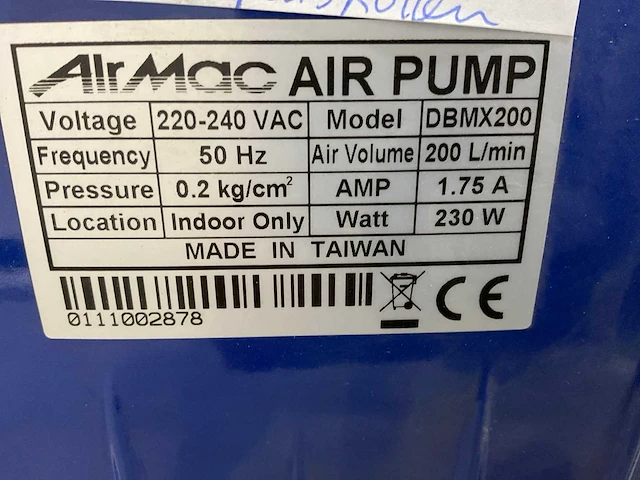 AirMac AIR PUMP
Voltage 220-240 VAC Model DBMX200
Frequency 50 Hz Air Volume 200 L/min
Pressure 0.2 kg/cm² AMP 1.75 A
Location Indoor Only Watt 230 W
MADE IN TAIWAN
0111002878
CE